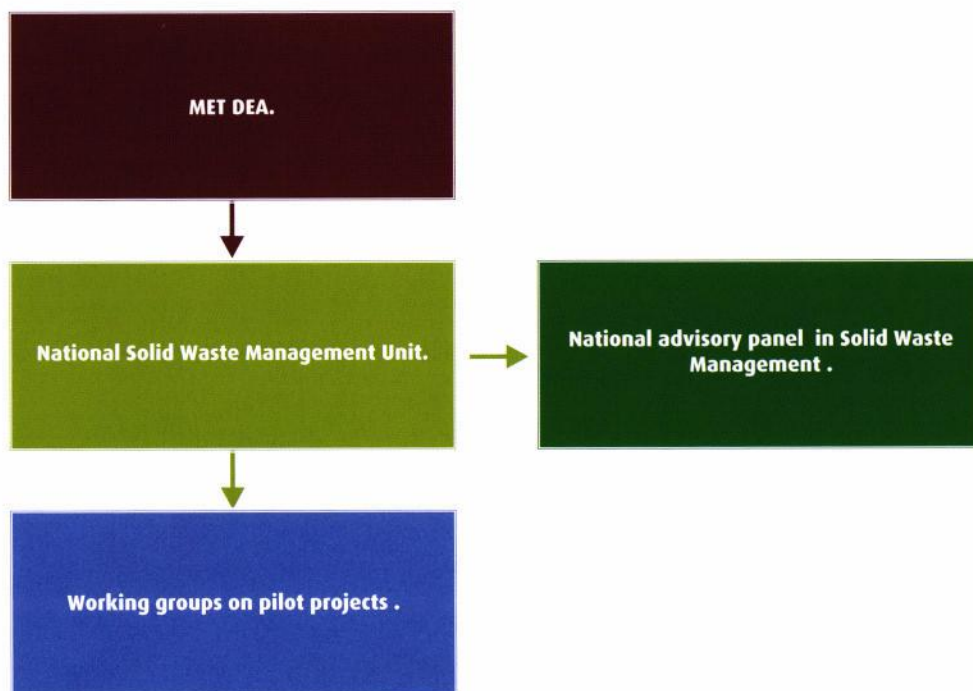 MET DEA.
National Solid Waste Management Unit.
National advisory panel in Solid Waste
Management .
Working groups on pilot projects .